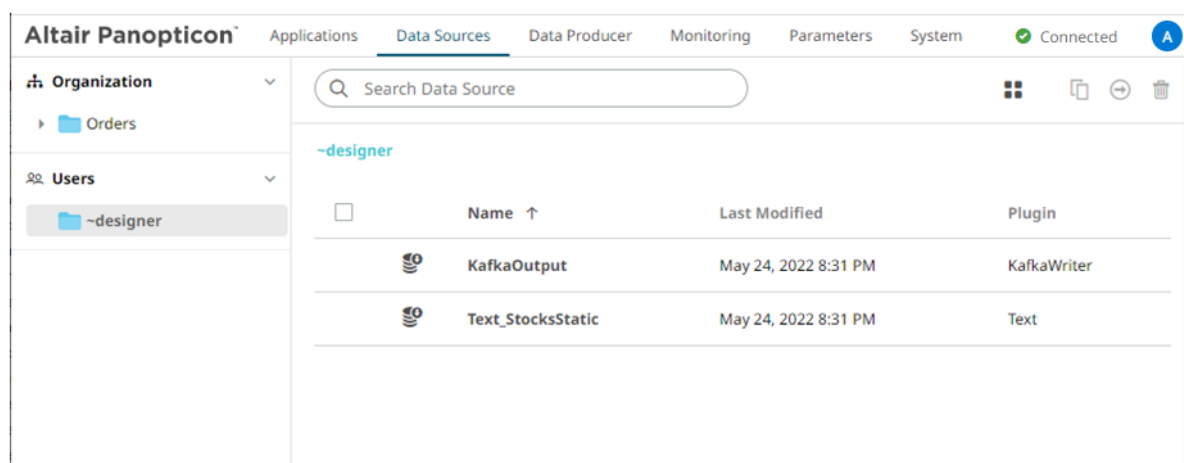 Altair Panopticon™ Applications Data Sources Data Producer Monitoring Parameters System Connected A
Organization
Orders
Users
~designer
Search Data Source
~designer
Name ↑ Last Modified Plugin
KafkaOutput May 24, 2022 8:31 PM KafkaWriter
Text_StocksStatic May 24, 2022 8:31 PM Text